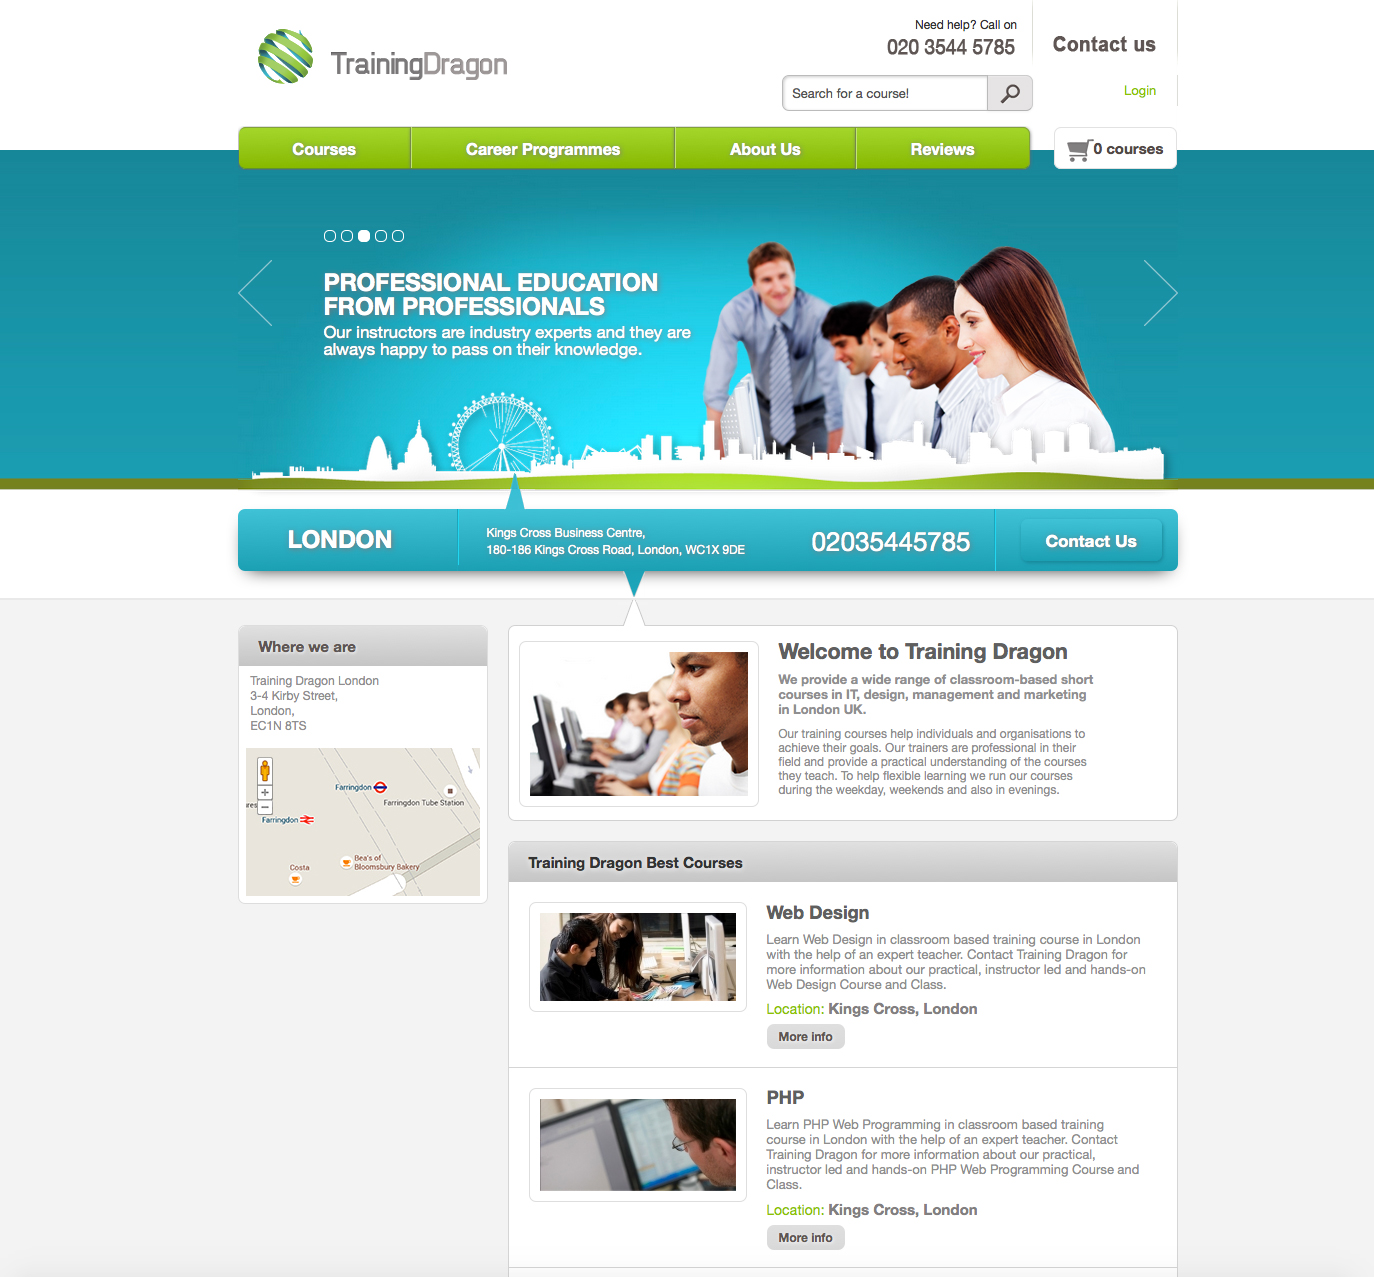 TrainingDragon
Need help? Call on
020 3544 5785
Contact us
Search for a course!
Login
Courses
Career Programmes
About Us
Reviews
0 courses
PROFESSIONAL EDUCATION
FROM PROFESSIONALS
Our instructors are industry experts and they are
always happy to pass on their knowledge.
LONDON
Kings Cross Business Centre,
180-186 Kings Cross Road, London, WC1X 9DE
02035445785
Contact Us
Where we are
Training Dragon London
3-4 Kirby Street,
London,
EC1N 8TS
Farringdon
Farringdon Tube Station
Farringdon
Bea's of
Bloomsbury Bakery
Costa
Welcome to Training Dragon
We provide a wide range of classroom-based short
courses in IT, design, management and marketing
in London UK.
Our training courses help individuals and organisations to
achieve their goals. Our trainers are professional in their
field and provide a practical understanding of the courses
they teach. To help flexible learning we run our courses
during the weekday, weekends and also in evenings.
Training Dragon Best Courses
Web Design
Learn Web Design in classroom based training course in London
with the help of an expert teacher. Contact Training Dragon for
more information about our practical, instructor led and hands-on
Web Design Course and Class.
Location: Kings Cross, London
More info
PHP
Learn PHP Web Programming in classroom based training
course in London with the help of an expert teacher. Contact
Training Dragon for more information about our practical,
instructor led and hands-on PHP Web Programming Course and
Class.
Location: Kings Cross, London
More info